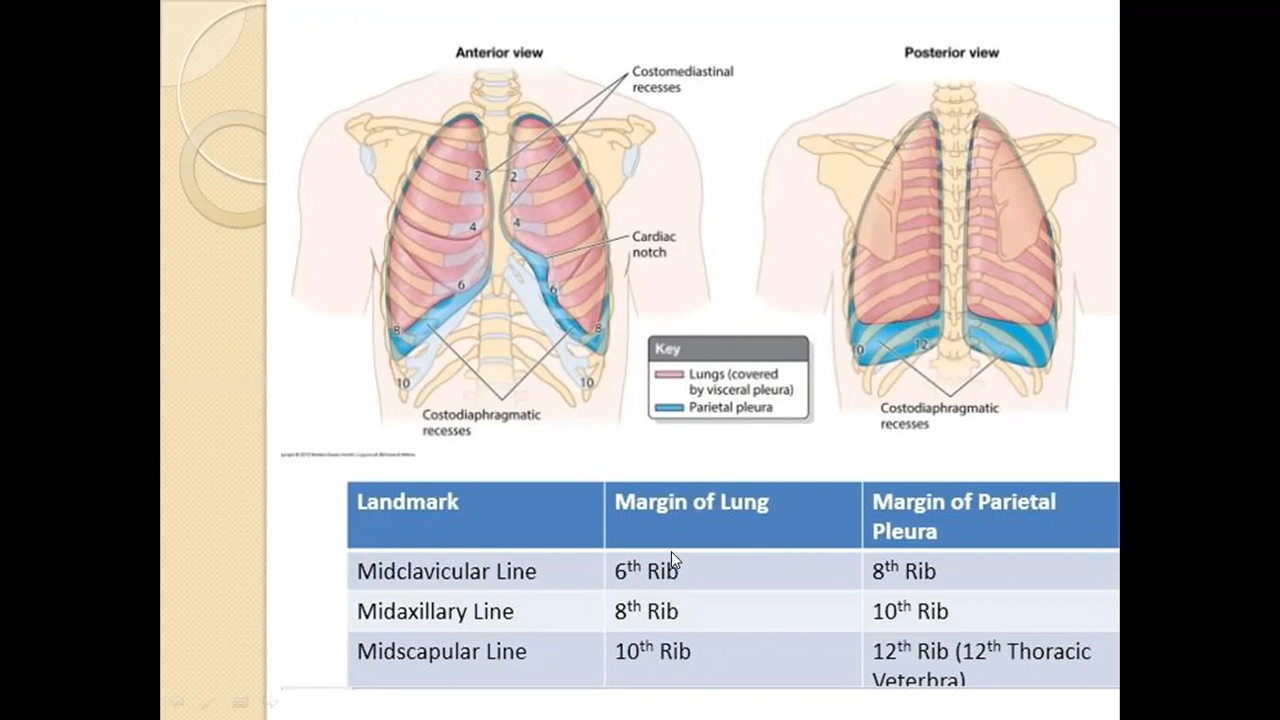 Anterior view
Posterior view
Costomediastinal
recesses
2
2
4
4
Cardiac
notch
6
6
8
8
10
10
Costodiaphragmatic
recesses
Key
Lungs (covered
by visceral pleura)
Parietal pleura
10
12
Costodiaphragmatic
recesses
Landmark
Margin of Lung
Margin of Parietal
Pleura
Midclavicular Line
6th Rib
8th Rib
Midaxillary Line
8th Rib
10th Rib
Midscapular Line
10th Rib
12th Rib (12th Thoracic
Veterbra)